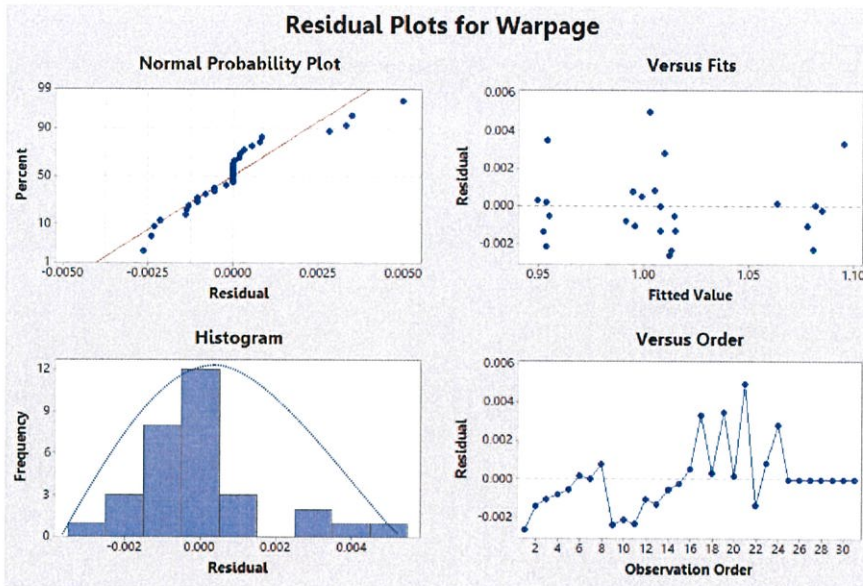 Residual Plots for Warpage
Normal Probability Plot
Percent
99
90
50
10
1
-0.0050 -0.0025 0.0000 0.0025 0.0050
Residual
Versus Fits
Residual
0.006
0.004
0.002
0.000
-0.002
0.95 1.00 1.05 1.10
Fitted Value
Histogram
Frequency
12
9
6
3
0
-0.002 0.000 0.002 0.004
Residual
Versus Order
Residual
0.006
0.004
0.002
0.000
-0.002
2 4 6 8 10 12 14 16 18 20 22 24 26 28 30
Observation Order